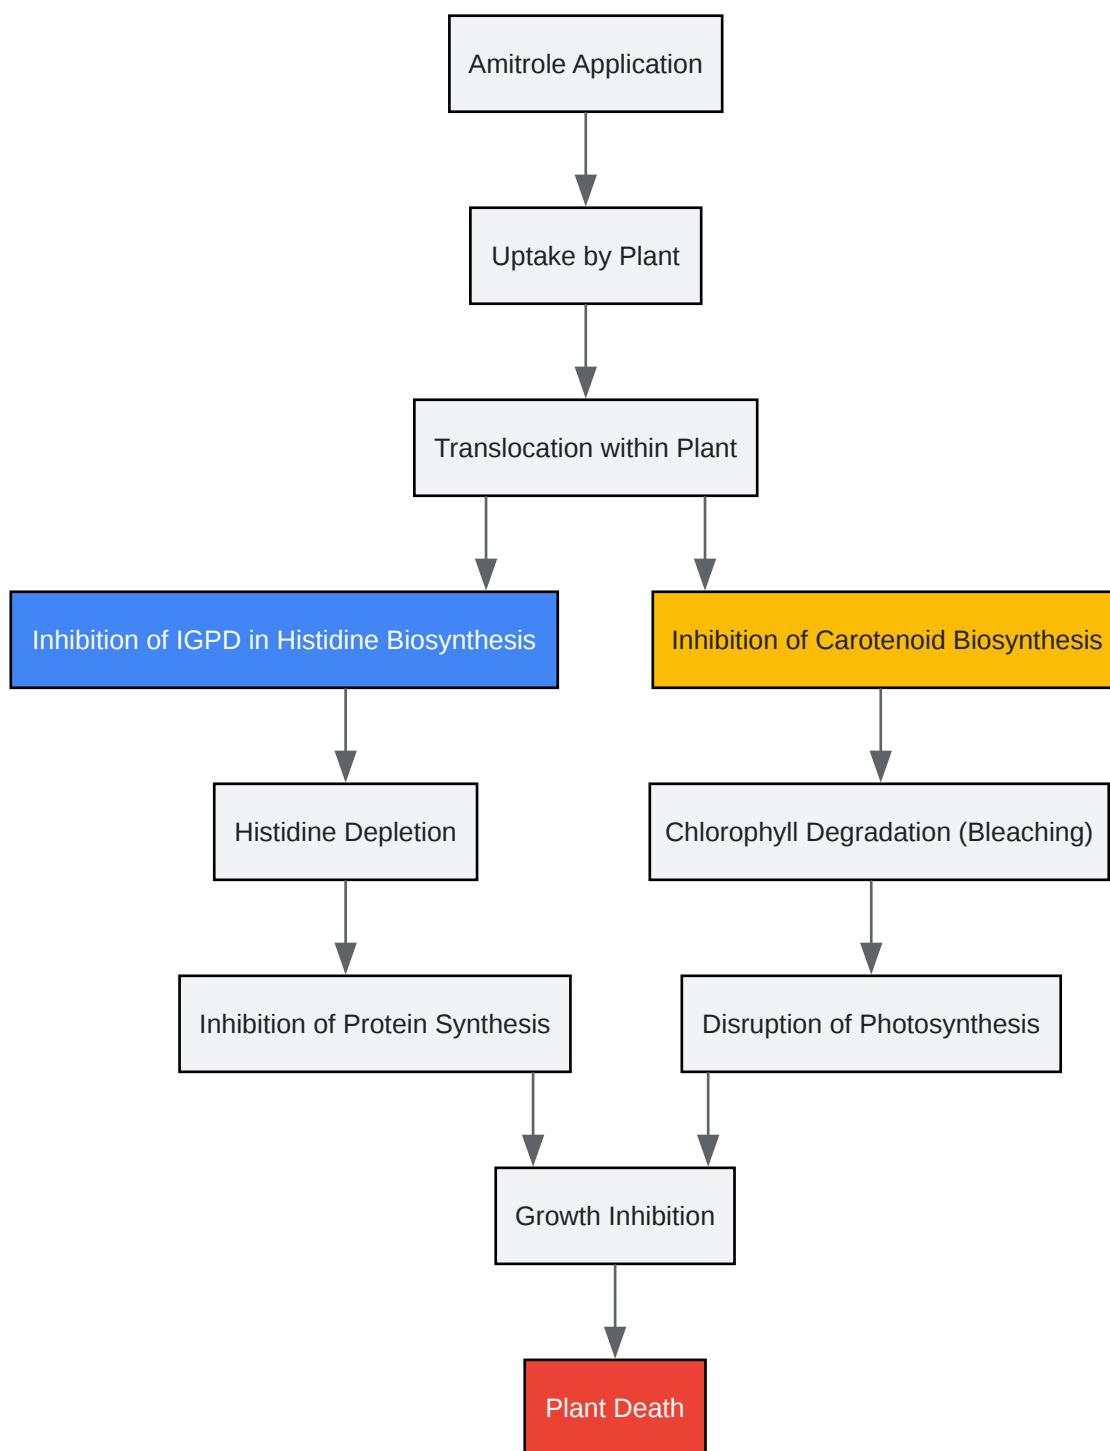 Amitrole Application
Uptake by Plant
Translocation within Plant
Inhibition of IGPD in Histidine Biosynthesis
Inhibition of Carotenoid Biosynthesis
Histidine Depletion
Chlorophyll Degradation (Bleaching)
Inhibition of Protein Synthesis
Disruption of Photosynthesis
Growth Inhibition
Plant Death